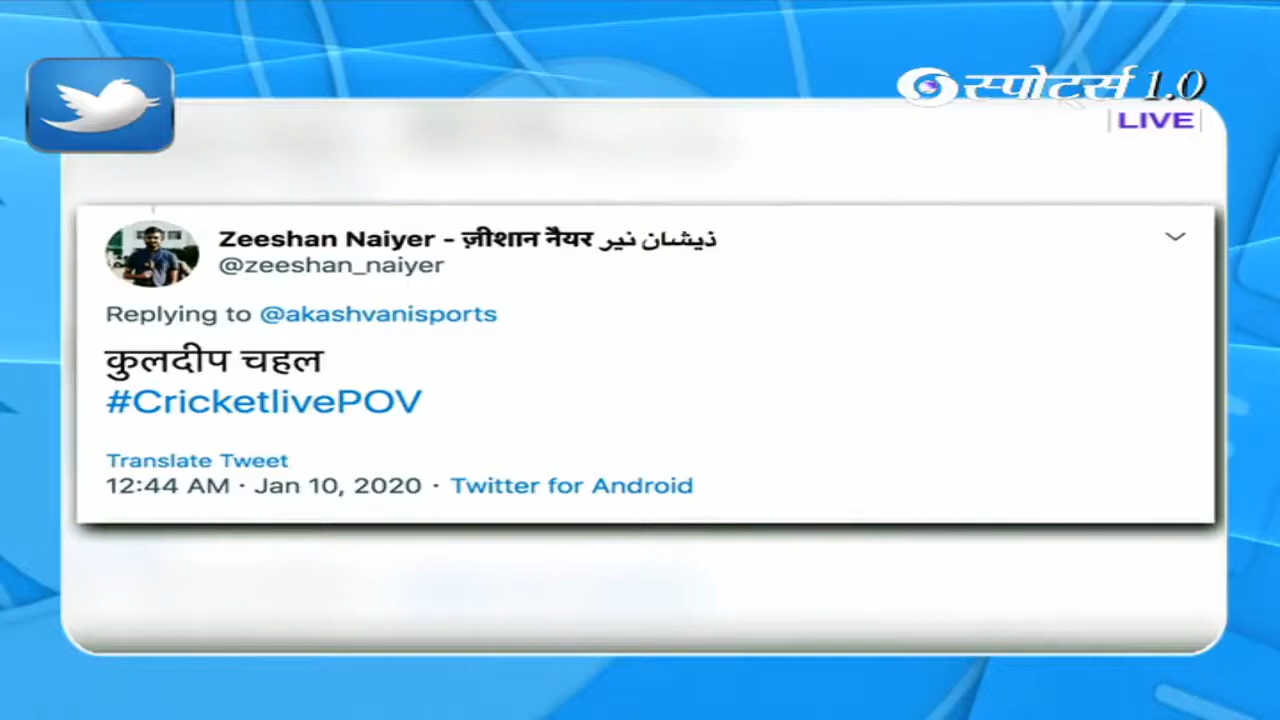 स्पोर्ट्स 1.0
LIVE
Zeeshan Naiyer - ज़ीशान नैयर ذیشان نیر
@zeeshan_naiyer
Replying to @akashvanisports
कुलदीप चहल
#CricketlivePOV
Translate Tweet
12:44 AM · Jan 10, 2020 · Twitter for Android